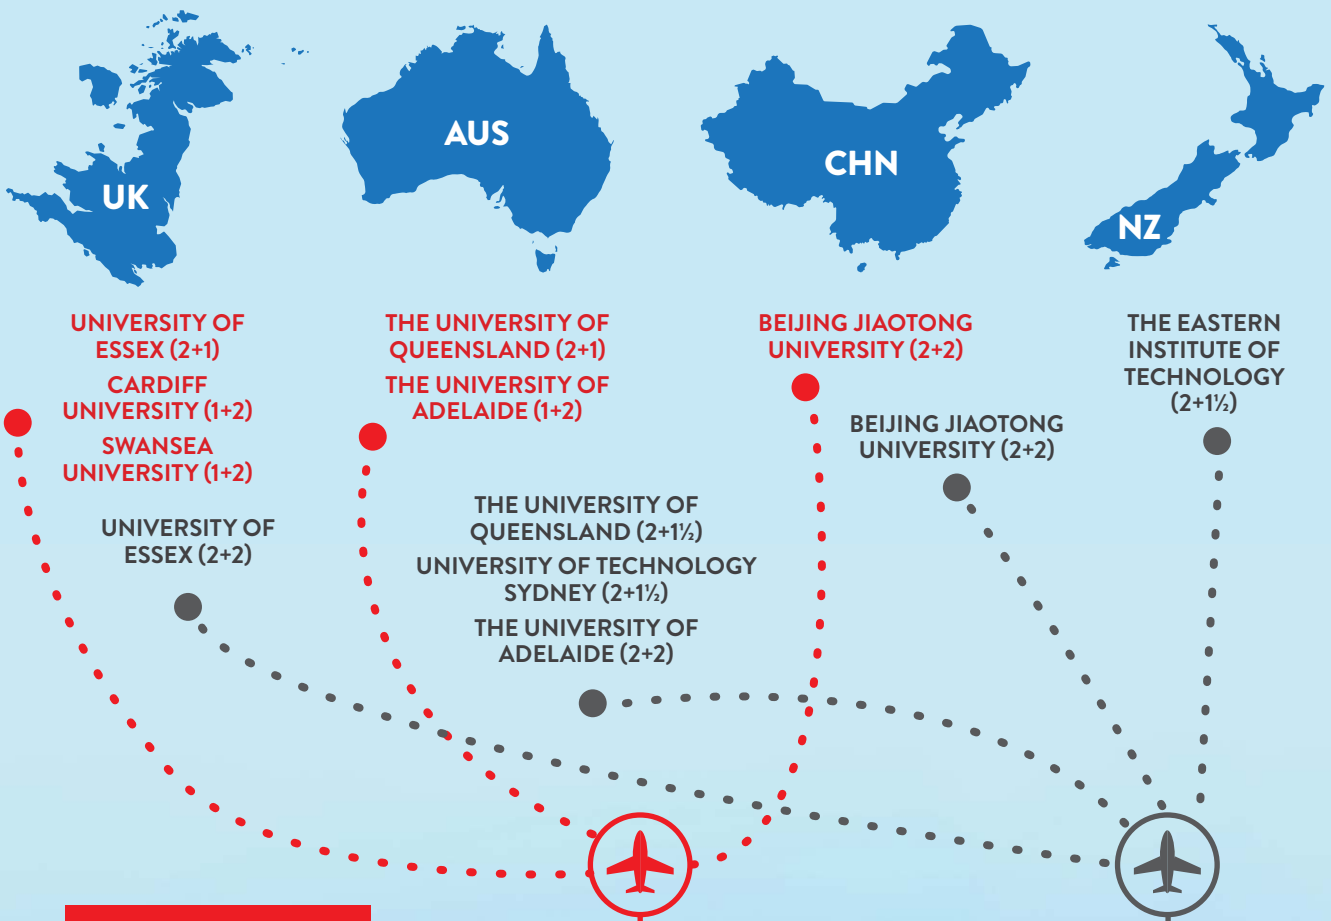 UK
AUS
CHN
NZ
UNIVERSITY OF
ESSEX (2+1)
CARDIFF
UNIVERSITY (1+2)
SWANSEA
UNIVERSITY (1+2)
UNIVERSITY OF
ESSEX (2+2)
THE UNIVERSITY OF
QUEENSLAND (2+1)
THE UNIVERSITY OF
ADELAIDE (1+2)
THE UNIVERSITY OF
QUEENSLAND (2+1½)
UNIVERSITY OF TECHNOLOGY
SYDNEY (2+1½)
THE UNIVERSITY OF
ADELAIDE (2+2)
BEIJING JIAOTONG
UNIVERSITY (2+2)
BEIJING JIAOTONG
UNIVERSITY (2+2)
THE EASTERN
INSTITUTE OF
TECHNOLOGY
(2+1½)